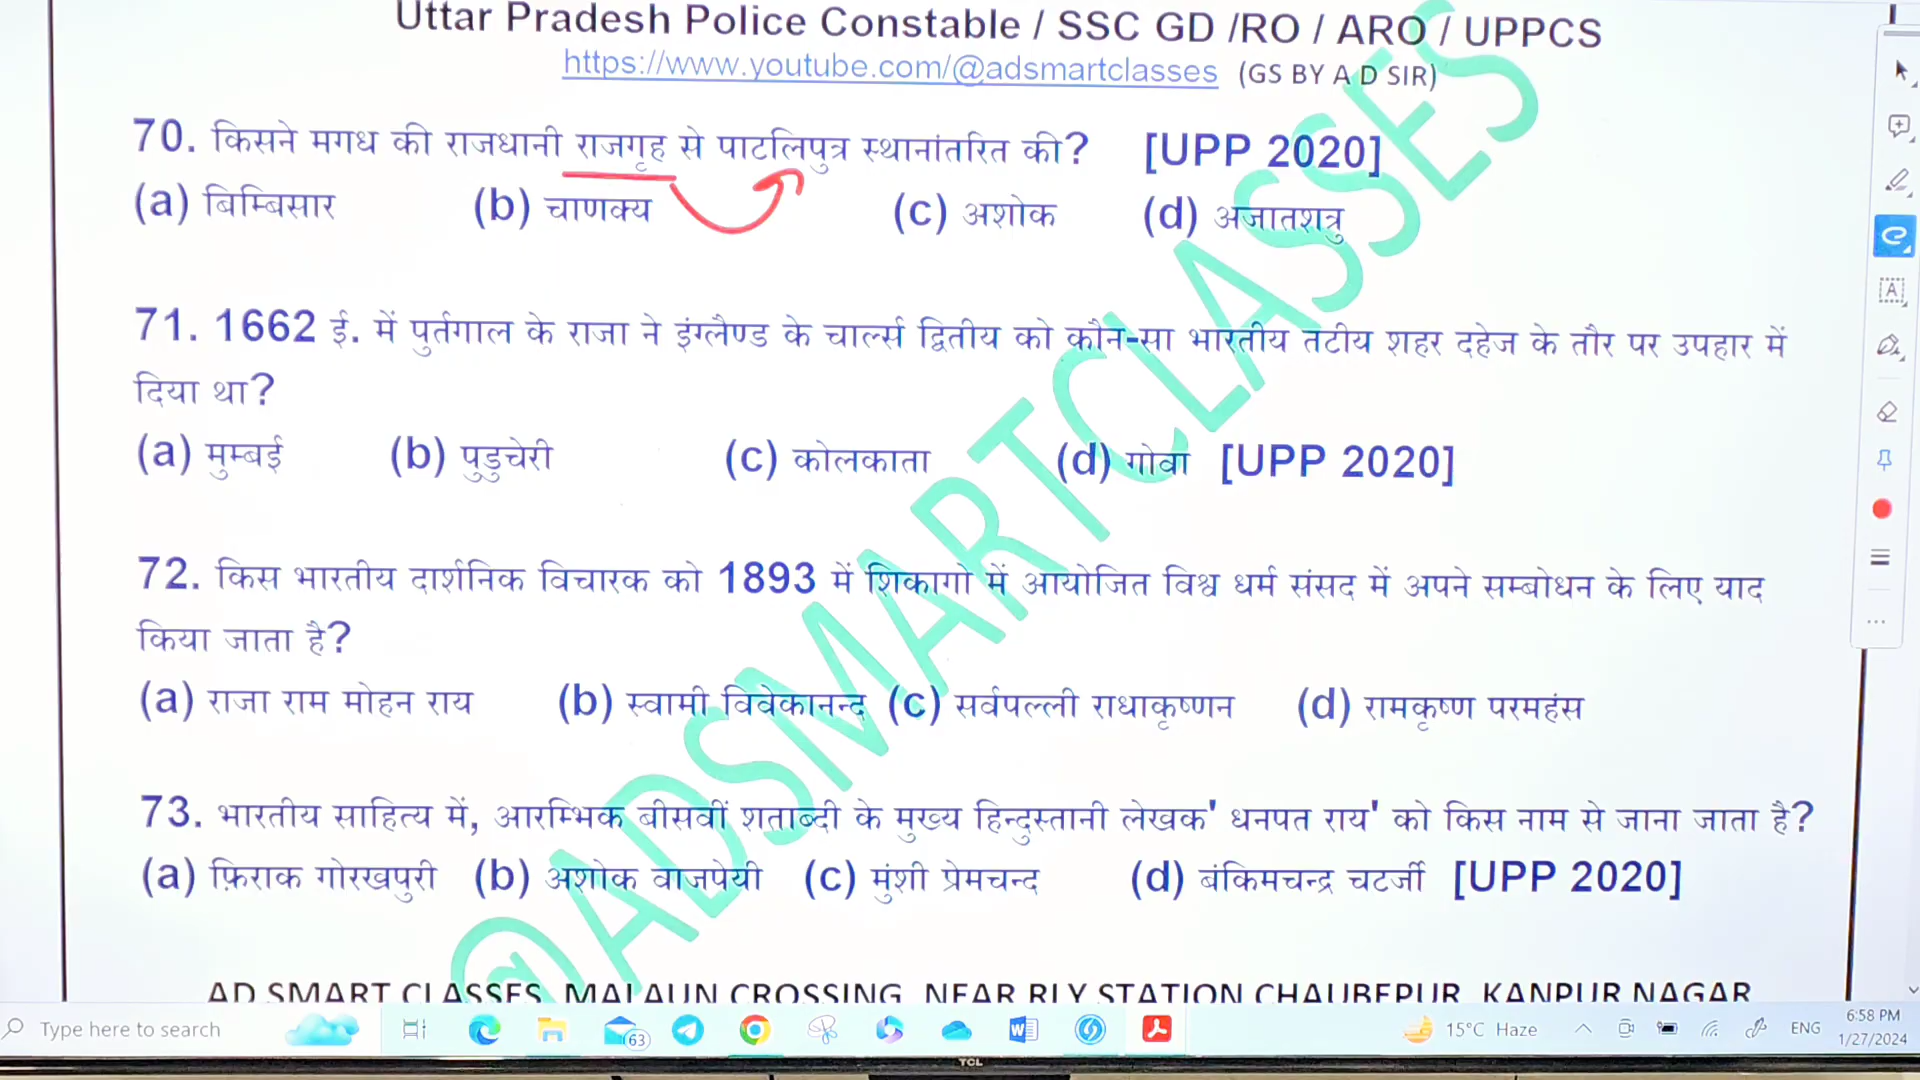 Uttar Pradesh Police Constable / SSC GD /RO / ARO / UPPCS
https://www.youtube.com/@adsmartclasses (GS BY A D SIR)
70. किसने मगध की राजधानी राजगृह से पाटलिपुत्र स्थानांतरित की? [UPP 2020]
(a) बिम्बिसार (b) चाणक्य (c) अशोक (d) अजातशत्रु
71. 1662 ई. में पुर्तगाल के राजा ने इंग्लैण्ड के चार्ल्स द्वितीय को कौन-सा भारतीय तटीय शहर दहेज के तौर पर उपहार में
दिया था?
(a) मुम्बई (b) पुडुचेरी (c) कोलकाता (d) गोवा [UPP 2020]
72. किस भारतीय दार्शनिक विचारक को 1893 में शिकागो में आयोजित विश्व धर्म संसद में अपने सम्बोधन के लिए याद
किया जाता है?
(a) राजा राम मोहन राय (b) स्वामी विवेकानन्द (c) सर्वपल्ली राधाकृष्णन (d) रामकृष्ण परमहंस
73. भारतीय साहित्य में, आरम्भिक बीसवीं शताब्दी के मुख्य हिन्दुस्तानी लेखक' धनपत राय' को किस नाम से जाना जाता है?
(a) फ़िराक गोरखपुरी (b) अशोक वाजपेयी (c) मुंशी प्रेमचन्द (d) बंकिमचन्द्र चटर्जी [UPP 2020]
@ADSMARTCLASSES
AD SMART CLASSES MALAUN CROSSING NEAR RLY STATION CHAUBEPUR KANPUR NAGAR
Type here to search 63 15°C Haze ENG 6:58 PM
1/27/2024
TCL